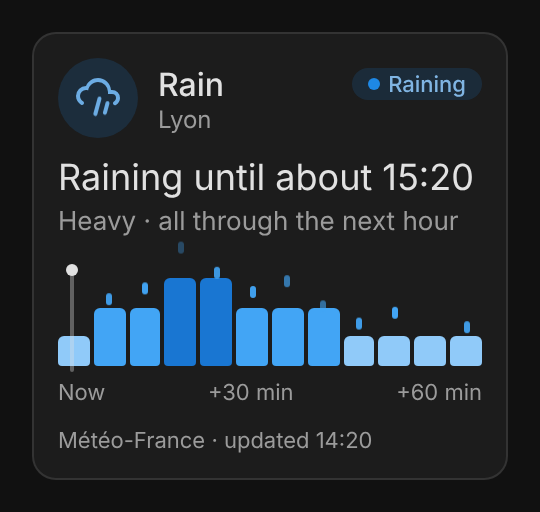 Rain
Raining
Lyon
Raining until about 15:20
Heavy · all through the next hour
Now +30 min +60 min
Météo-France · updated 14:20